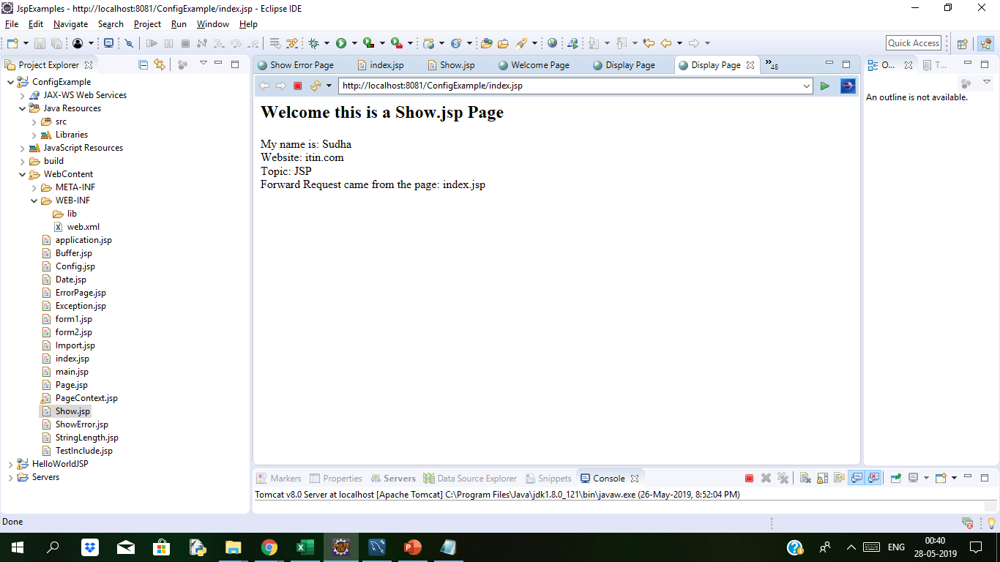 JspExamples - http://localhost:8081/ConfigExample/index.jsp - Eclipse IDE
File Edit Navigate Search Project Run Window Help
Quick Access
Project Explorer
ConfigExample
JAX-WS Web Services
Java Resources
src
Libraries
JavaScript Resources
build
WebContent
META-INF
WEB-INF
lib
web.xml
application.jsp
Buffer.jsp
Config.jsp
Date.jsp
ErrorPage.jsp
Exception.jsp
form1.jsp
form2.jsp
Import.jsp
index.jsp
main.jsp
Page.jsp
PageContext.jsp
Show.jsp
ShowError.jsp
StringLength.jsp
TestInclude.jsp
HelloWorldJSP
Servers
Show Error Page index.jsp Show.jsp Welcome Page Display Page Display Page »48
http://localhost:8081/ConfigExample/index.jsp
Welcome this is a Show.jsp Page
My name is: Sudha
Website: itin.com
Topic: JSP
Forward Request came from the page: index.jsp
O... T...
An outline is not available.
Markers Properties Servers Data Source Explorer Snippets Console
Tomcat v8.0 Server at localhost [Apache Tomcat] C:\Program Files\Java\jdk1.8.0_121\bin\javaw.exe (26-May-2019, 8:52:04 PM)
Done
ENG
00:40
28-05-2019